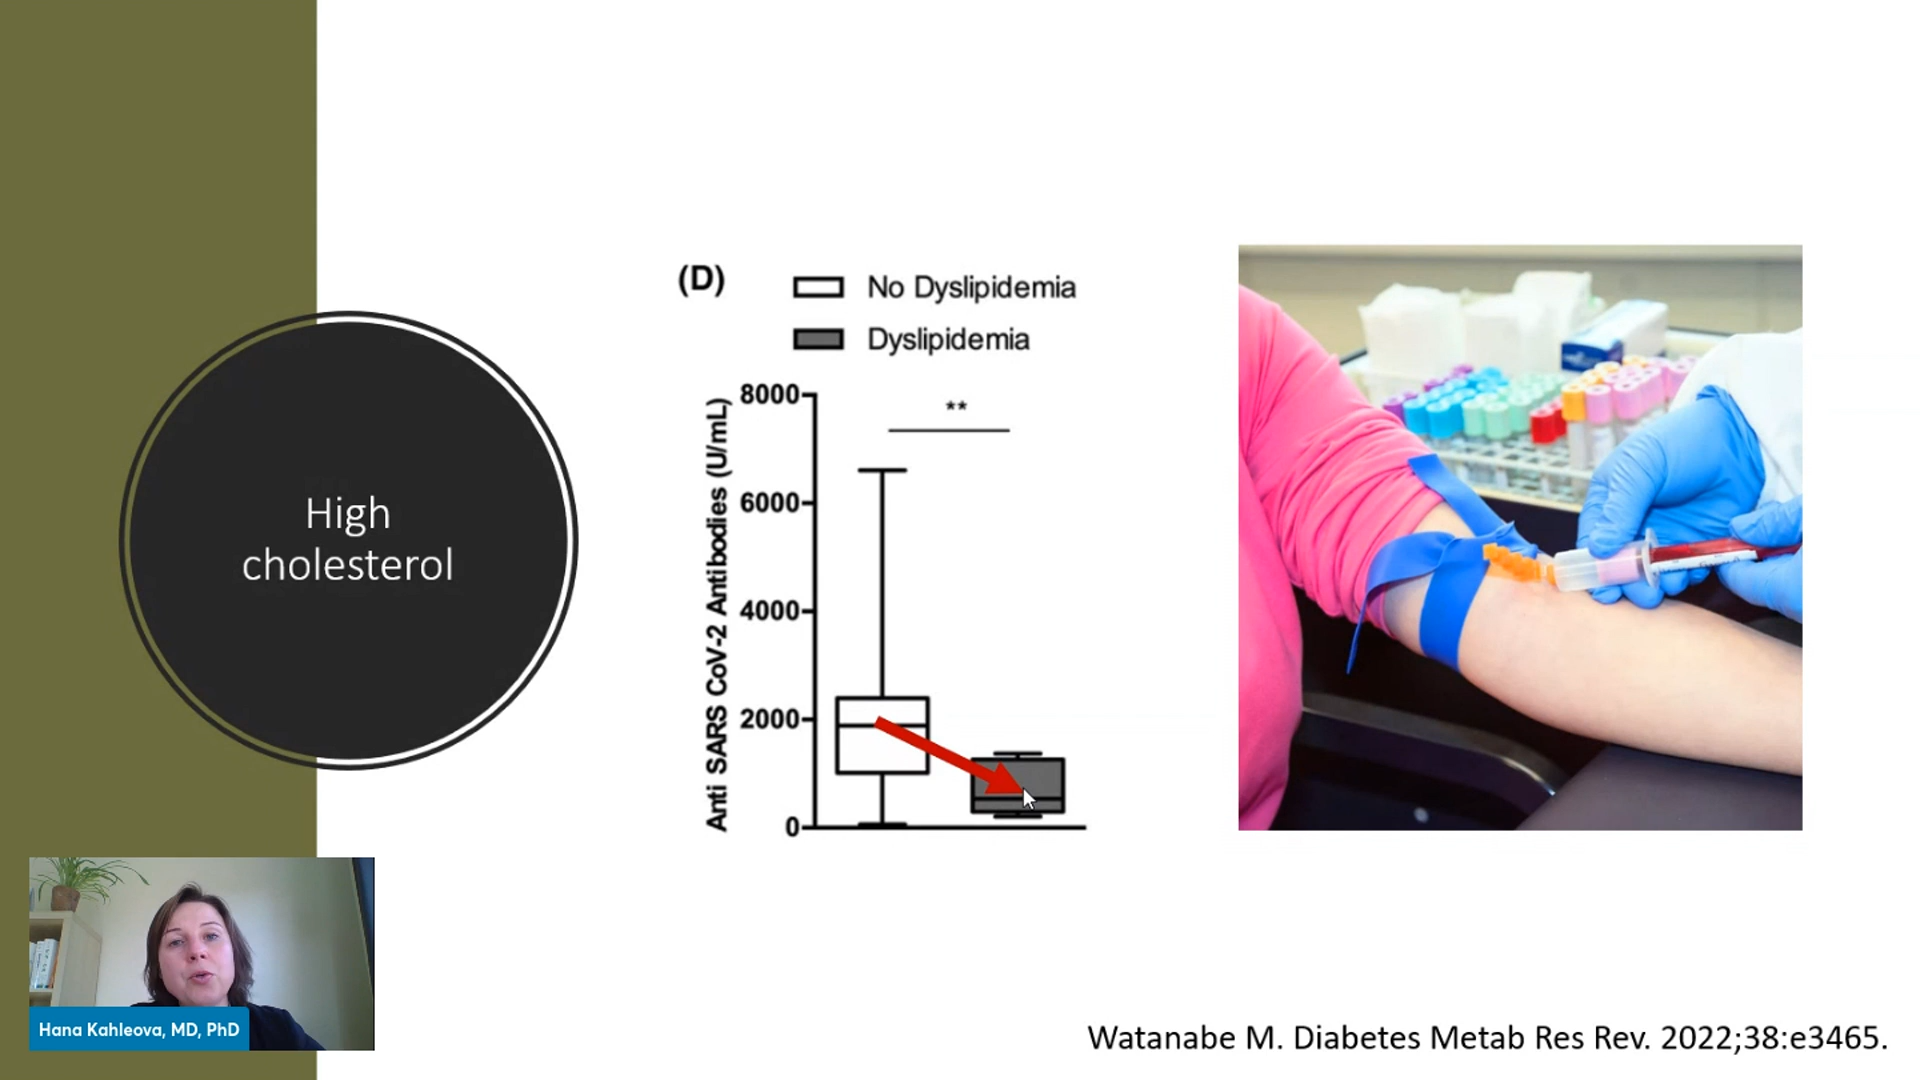 High
cholesterol
(D)
No Dyslipidemia
Dyslipidemia
Anti SARS CoV-2 Antibodies (U/mL)
8000
6000
4000
2000
0
**
Hana Kahleova, MD, PhD
Watanabe M. Diabetes Metab Res Rev. 2022;38:e3465.